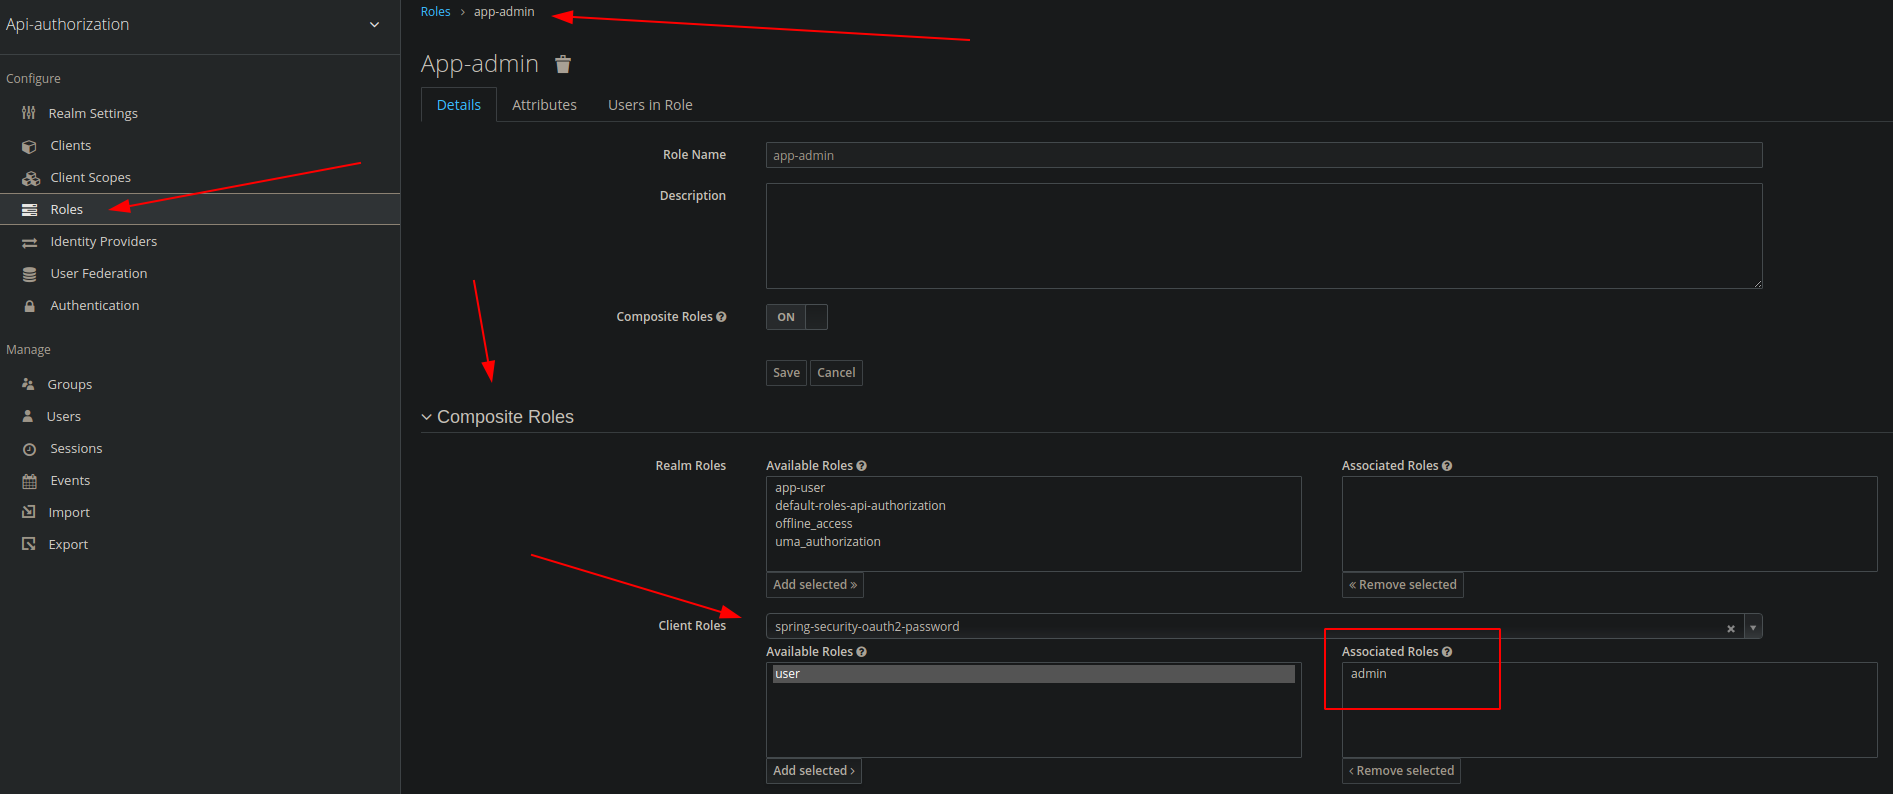 Api-authorization
Configure
Realm Settings
Clients
Client Scopes
Roles
Identity Providers
User Federation
Authentication
Manage
Groups
Users
Sessions
Events
Import
Export
Roles > app-admin
App-admin
Details Attributes Users In Role
Role Name app-admin
Description
Composite Roles ON
Save Cancel
Composite Roles
Realm Roles Available Roles Associated Roles
app-user
default-roles-api-authorization
offline_access
uma_authorization
Add selected » « Remove selected
Client Roles spring-security-oauth2-password
Available Roles Associated Roles
user admin
Add selected › ‹ Remove selected